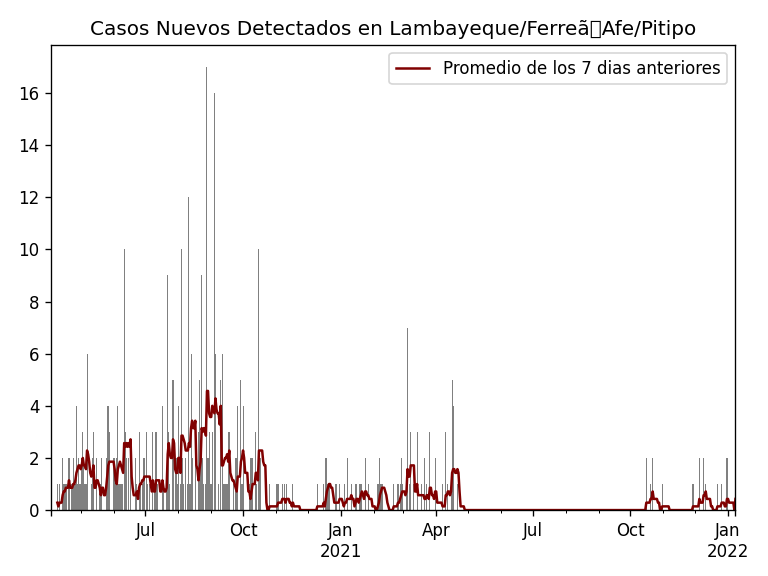 Casos Nuevos Detectados en Lambayeque/Ferreã▯Afe/Pitipo
Promedio de los 7 dias anteriores
16
14
12
10
8
6
4
2
0
Jul
Oct
Jan
2021
Apr
Jul
Oct
Jan
2022